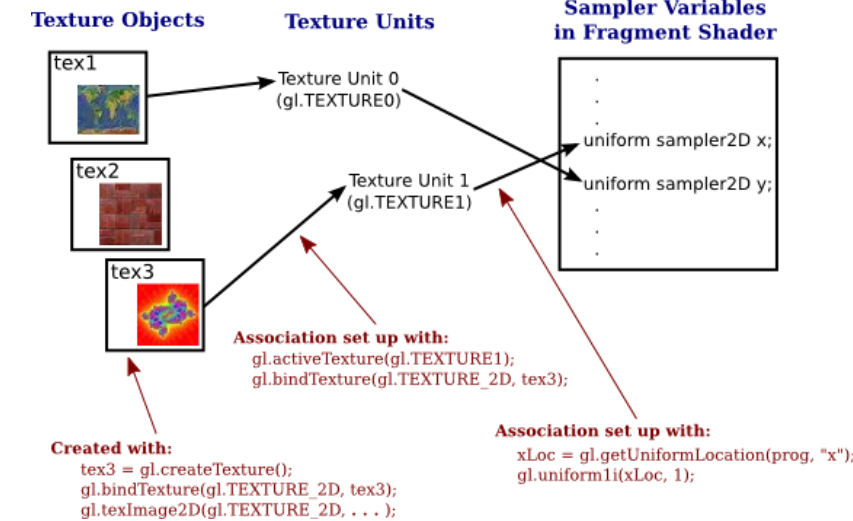 Texture Objects
Texture Units
Sampler Variables
in Fragment Shader
tex1
Texture Unit 0
(gl.TEXTURE0)
.
.
.
uniform sampler2D x;
tex2
Texture Unit 1
(gl.TEXTURE1)
uniform sampler2D y;
.
.
.
tex3
Association set up with:
gl.activeTexture(gl.TEXTURE1);
gl.bindTexture(gl.TEXTURE_2D, tex3);
Created with:
tex3 = gl.createTexture();
gl.bindTexture(gl.TEXTURE_2D, tex3);
gl.texImage2D(gl.TEXTURE_2D, . . . );
Association set up with:
xLoc = gl.getUniformLocation(prog, "x");
gl.uniform1i(xLoc, 1);